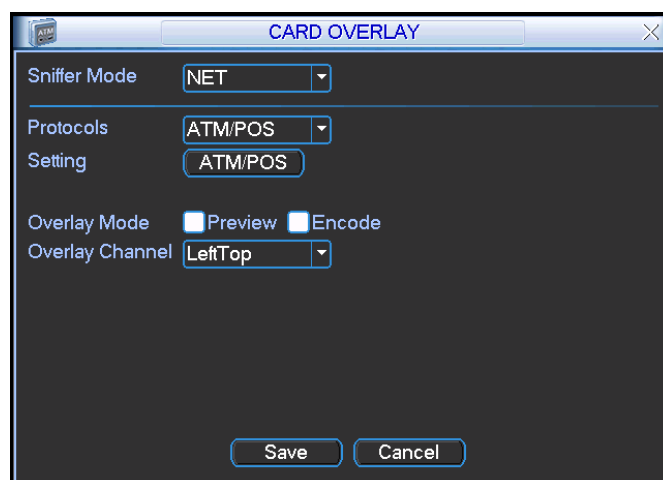 ATM
CARD OVERLAY
Sniffer Mode NET
Protocols ATM/POS
Setting ATM/POS
Overlay Mode Preview Encode
Overlay Channel LeftTop
Save Cancel